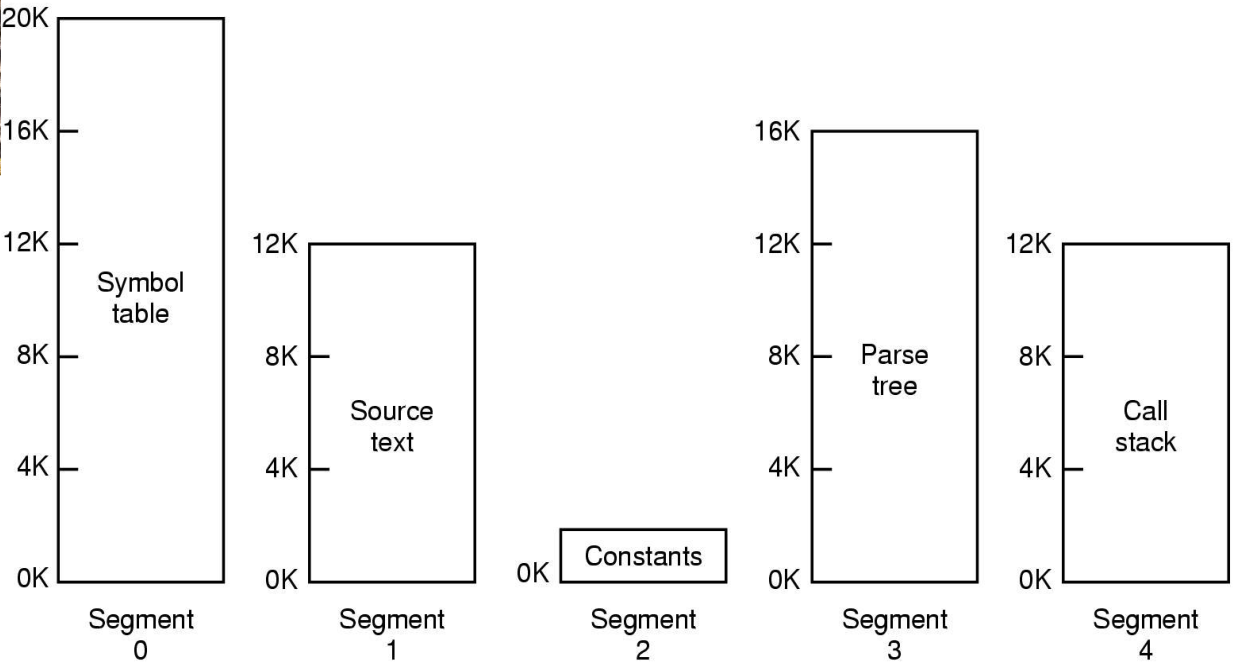 20K
16K
12K
8K
4K
0K
Symbol
table
Segment
0
12K
8K
4K
0K
Source
text
Segment
1
0K
Constants
Segment
2
16K
12K
8K
4K
0K
Parse
tree
Segment
3
12K
8K
4K
0K
Call
stack
Segment
4